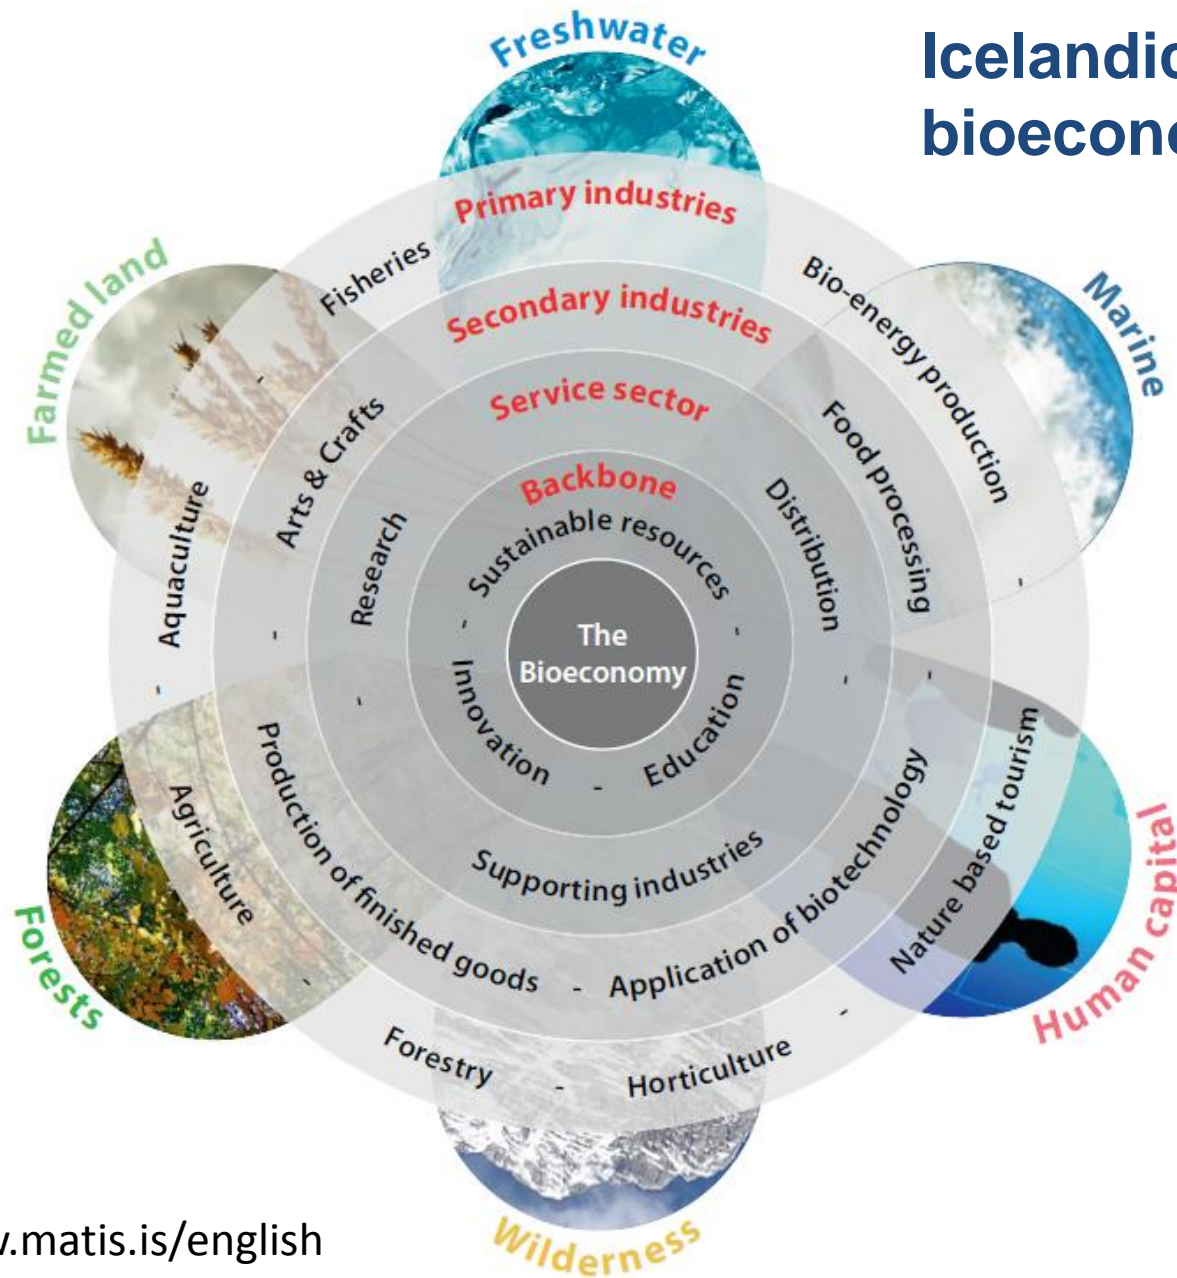 Icelandic
bioecono
Freshwater
Marine
Human capital
Wilderness
Forests
Farmed land
Primary industries
Bio-energy production -
Nature based tourism -
Horticulture -
Forestry -
Agriculture -
Aquaculture -
Fisheries
Secondary industries
Food processing -
Application of biotechnology -
Production of finished goods -
Arts & Crafts
Service sector
Distribution -
Supporting industries
- Research
Backbone
Sustainable resources -
Education -
Innovation -
The
Bioeconomy
.matis.is/english